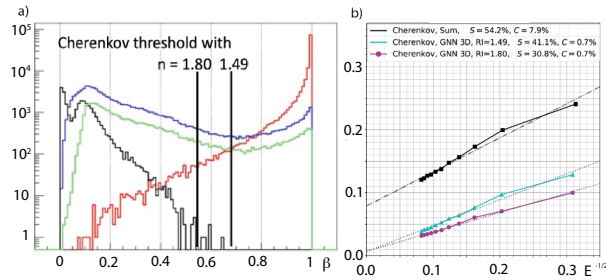 a)
Cherenkov threshold with
n = 1.80 1.49
10⁵
10⁴
10³
10²
10
1
0 0.2 0.4 0.6 0.8 1
β
b)
Cherenkov, Sum, S = 54.2%, C = 7.9%
Cherenkov, GNN 3D, RI=1.49, S = 41.1%, C = 0.7%
Cherenkov, GNN 3D, RI=1.80, S = 30.8%, C = 0.7%
0.3
0.2
0.1
0.0
0.0 0.1 0.2 0.3 E⁻¹/²